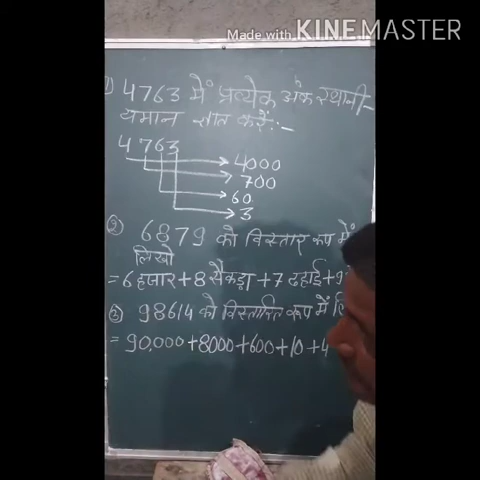 Made with KINEMASTER
1) 4763 में प्रत्येक अंक स्थानी-
यमान ज्ञात करें:-
4763
4000
700
60
3
② 6879 को विस्तार रूप में
लिखो
=6 हजार+8 सैकड़ा+7 दहाई+9
③ 98614 को विस्तारित रूप में
=90,000+8000+600+10+4